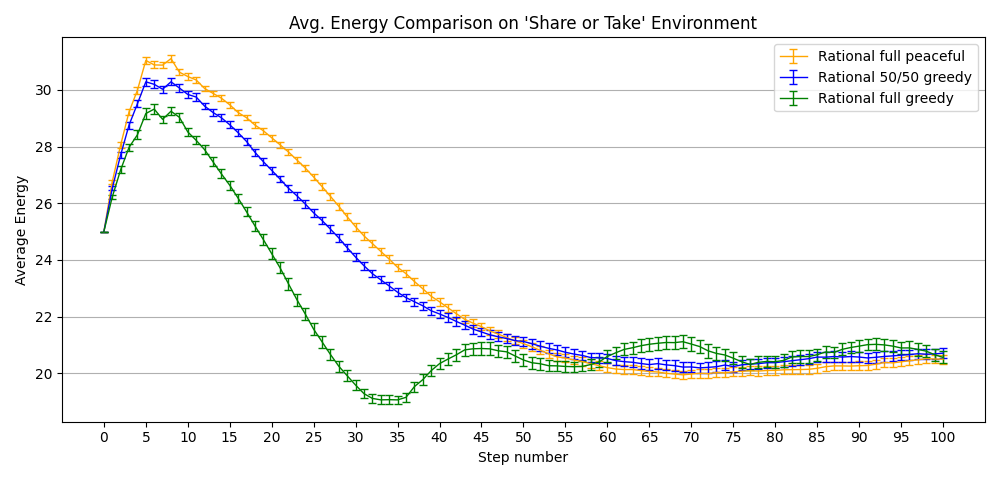 Avg. Energy Comparison on 'Share or Take' Environment
Rational full peaceful
Rational 50/50 greedy
Rational full greedy
Average Energy
30
28
26
24
22
20
0 5 10 15 20 25 30 35 40 45 50 55 60 65 70 75 80 85 90 95 100
Step number